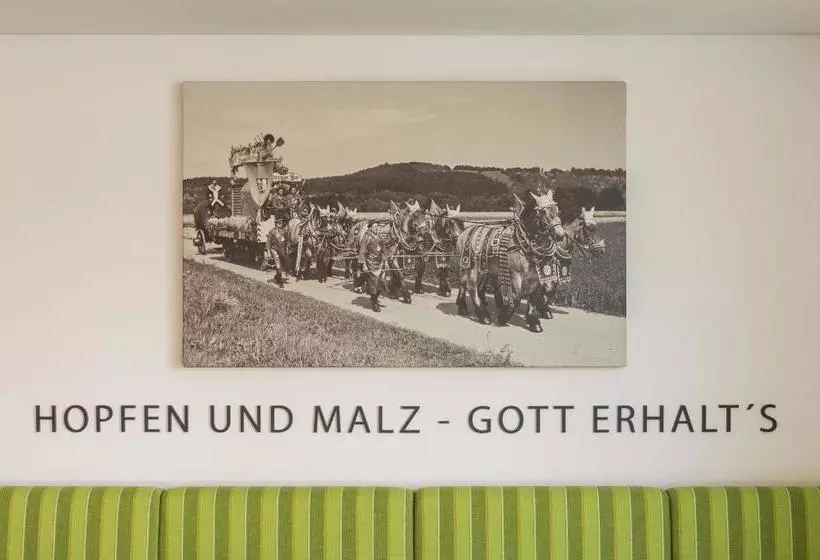 HOPFEN UND MALZ - GOTT ERHALT´S